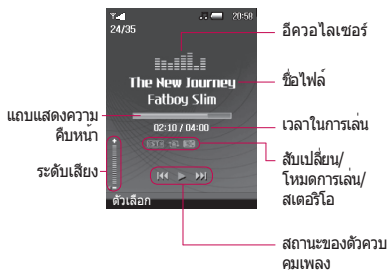 20:58
24/35
อีควอไลเซอร์
The New Journey
ชื่อไฟล์
Fatboy Slim
แถบแสดงความ
คืบหน้า
02:10 / 04:00
เวลาในการเล่น
ระดับเสียง
สับเปลี่ยน/
โหมดการเล่น/
สเตอริโอ
ตัวเลือก
สถานะของตัวควบ
คุมเพลง